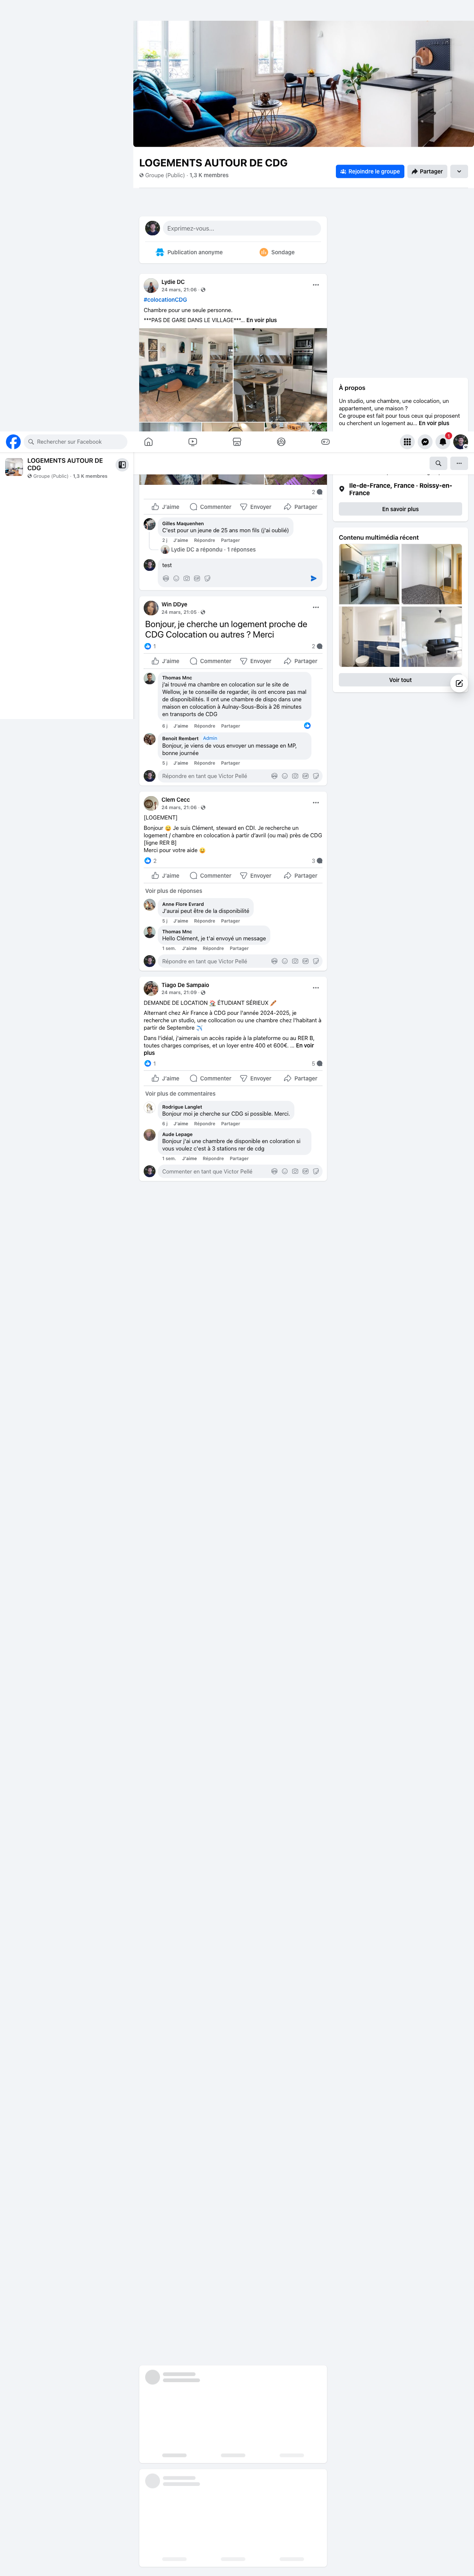 LOGEMENTS AUTOUR DE CDG
Groupe (Public) · 1,3 K membres
Rejoindre le groupe
Partager
Exprimez-vous...
Publication anonyme
Sondage
Lydie DC
24 mars, 21:06 ·
#colocationCDG
Chambre pour une seule personne.
***PAS DE GARE DANS LE VILLAGE***... En voir plus
À propos
Un studio, une chambre, une colocation, un
appartement, une maison ?
Ce groupe est fait pour tous ceux qui proposent
ou cherchent un logement au... En voir plus
Rechercher sur Facebook
LOGEMENTS AUTOUR DE
CDG
Groupe (Public) · 1,3 K membres
Ile-de-France, France · Roissy-en-
France
En savoir plus
Contenu multimédia récent
Voir tout
2
J'aime
Commenter
Envoyer
Partager
Gilles Maquenhen
C'est pour un jeune de 25 ans mon fils (j'ai oublié)
2 j J'aime Répondre Partager
Lydie DC a répondu · 1 réponses
test
Win DDye
24 mars, 21:05 ·
Bonjour, je cherche un logement proche de
CDG Colocation ou autres ? Merci
1
2
J'aime
Commenter
Envoyer
Partager
Thomas Mnc
j'ai trouvé ma chambre en colocation sur le site de
Wellow, je te conseille de regarder, ils ont encore pas mal
de disponibilités. Il ont une chambre de dispo dans une
maison en colocation à Aulnay-Sous-Bois à 26 minutes
en transports de CDG
6 j J'aime Répondre Partager
Benoit Rembert Admin
Bonjour, je viens de vous envoyer un message en MP,
bonne journée
5 j J'aime Répondre Partager
Répondre en tant que Victor Pellié
Clem Cecc
24 mars, 21:06 ·
[LOGEMENT]
Bonjour 😀 Je suis Clément, steward en CDI. Je recherche un
logement / chambre en colocation à partir d'avril (ou mai) près de CDG
[ligne RER B]
Merci pour votre aide 😀
2
3
J'aime
Commenter
Envoyer
Partager
Voir plus de réponses
Anne Flore Evrard
J'aurai peut être de la disponibilité
5 j J'aime Répondre Partager
Thomas Mnc
Hello Clément, je t'ai envoyé un message
1 sem. J'aime Répondre Partager
Répondre en tant que Victor Pellié
Tiago De Sampaio
24 mars, 21:09 ·
DEMANDE DE LOCATION ÉTUDIANT SÉRIEUX
Alternant chez Air France à CDG pour l'année 2024-2025, je
recherche un studio, une collocation ou une chambre chez l'habitant à
partir de Septembre
Dans l'idéal, j'aimerais un accès rapide à la plateforme ou au RER B,
toutes charges comprises, et un loyer entre 400 et 600€. ... En voir
plus
1
5
J'aime
Commenter
Envoyer
Partager
Voir plus de commentaires
Rodrigue Langlet
Bonjour moi je cherche sur CDG si possible. Merci.
6 j J'aime Répondre Partager
Aude Lepage
Bonjour j'ai une chambre de disponible en coloration si
vous voulez c'est à 3 stations rer de cdg
1 sem. J'aime Répondre Partager
Commenter en tant que Victor Pellié